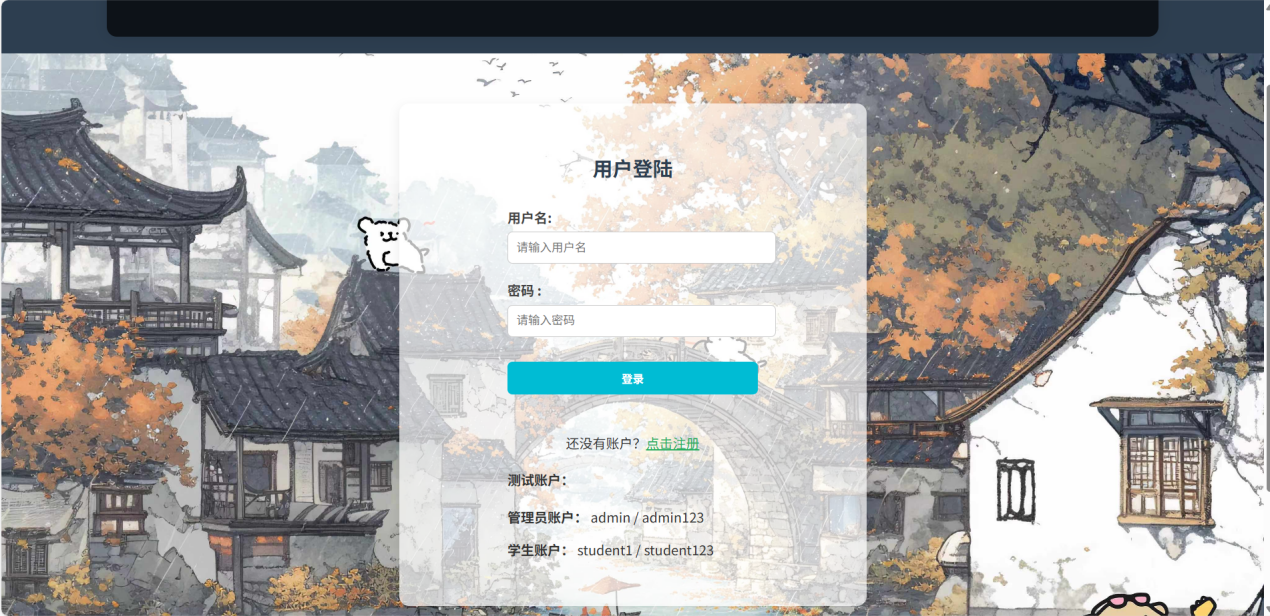 用户登陆
用户名:
请输入用户名
密码 :
请输入密码
登录
还没有账户? 点击注册
测试账户：
管理员账户： admin / admin123
学生账户： student1 / student123